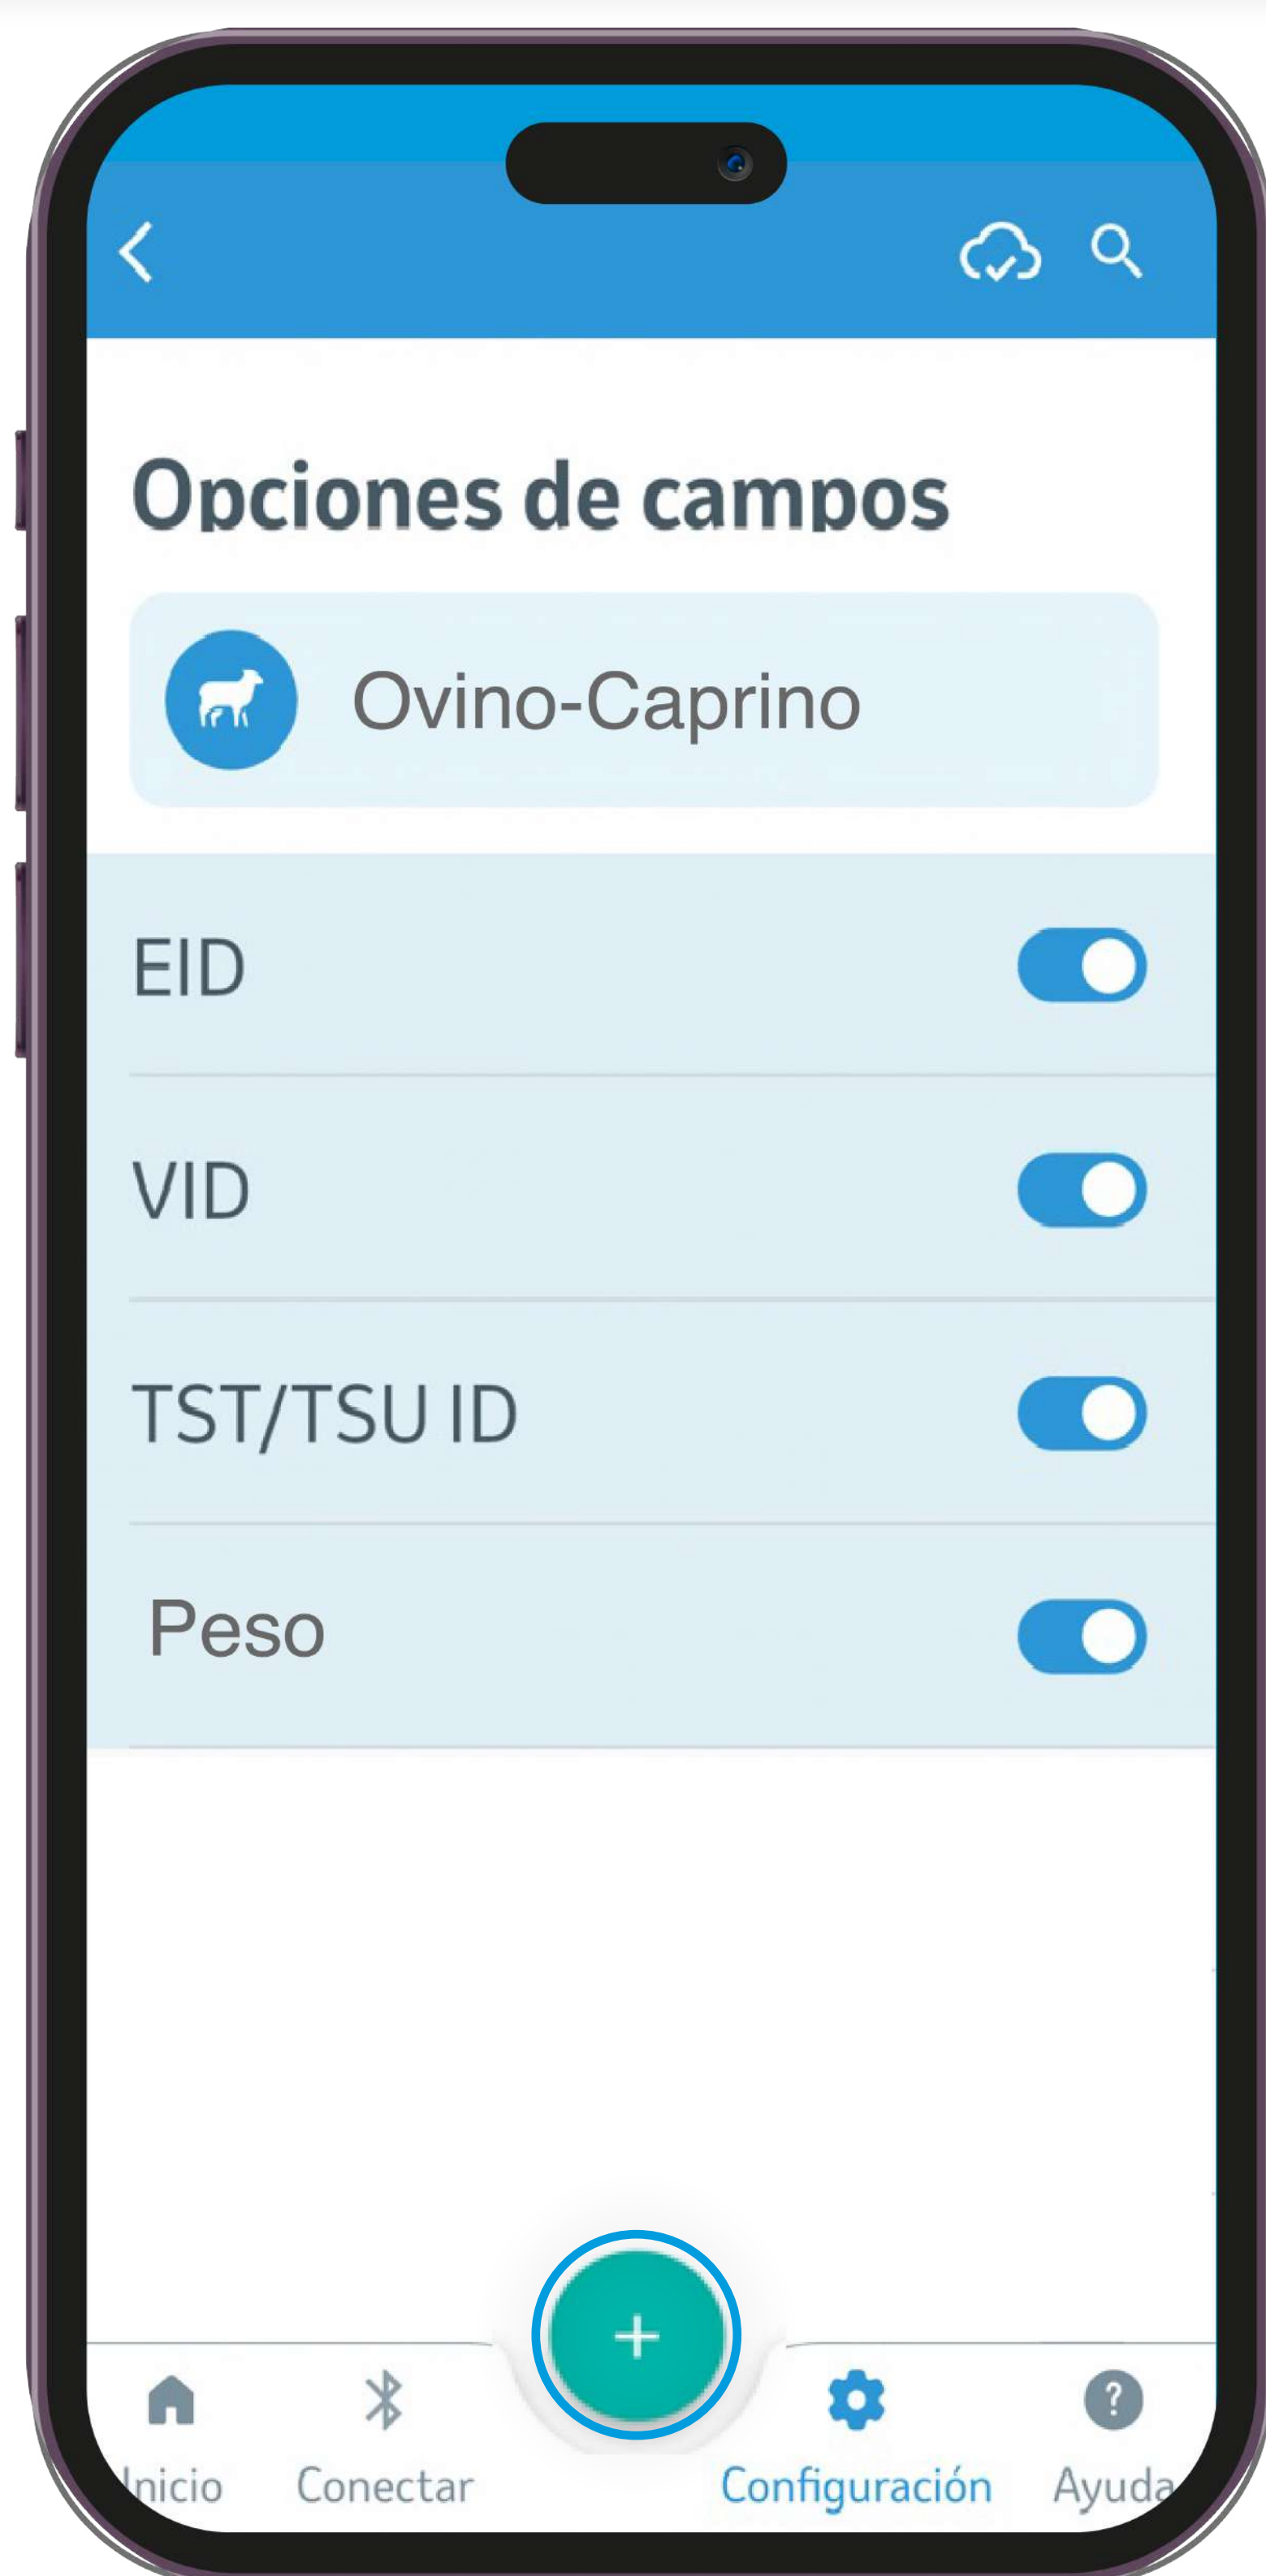 Opciones de campos
Ovino-Caprino
EID
VID
TST/TSU ID
Peso
+
Inicio
Conectar
Configuración
Ayuda